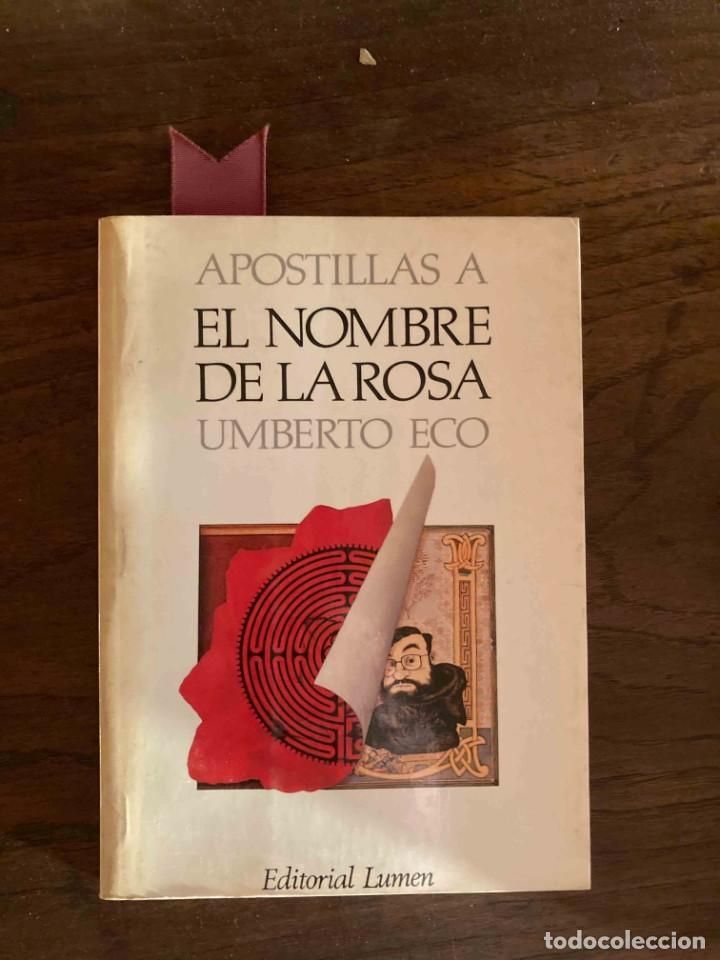 APOSTILLAS A
EL NOMBRE
DE LA ROSA
UMBERTO ECO
Editorial Lumen
todocoleccion